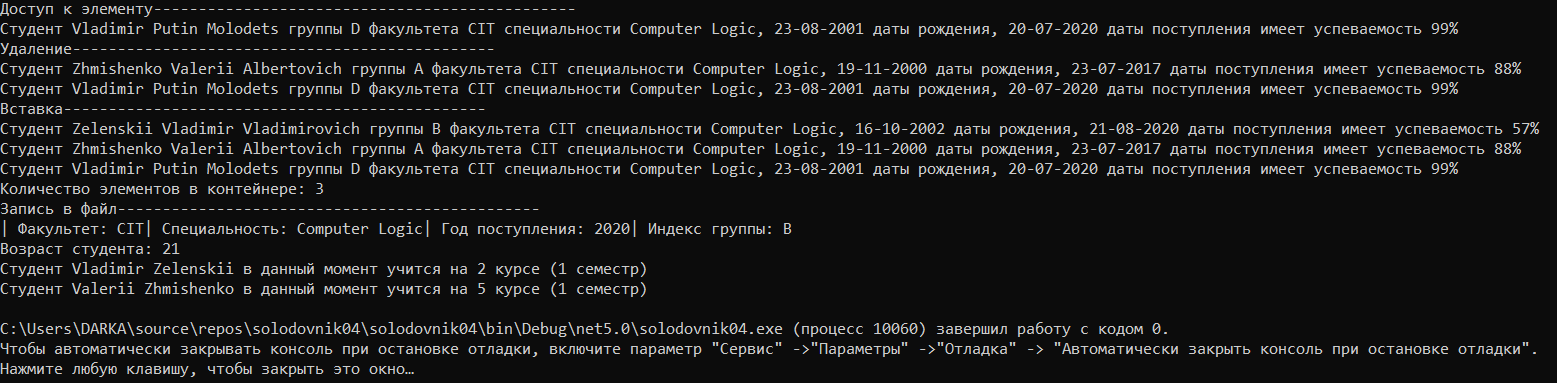 Доступ к элементу-----------------------------------------------
Студент Vladimir Putin Molodets группы D факультета CIT специальности Computer Logic, 23-08-2001 даты рождения, 20-07-2020 даты поступления имеет успеваемость 99%
Удаление-----------------------------------------------
Студент Zhmishenko Valerii Albertovich группы A факультета CIT специальности Computer Logic, 19-11-2000 даты рождения, 23-07-2017 даты поступления имеет успеваемость 88%
Студент Vladimir Putin Molodets группы D факультета CIT специальности Computer Logic, 23-08-2001 даты рождения, 20-07-2020 даты поступления имеет успеваемость 99%
Вставка-----------------------------------------------
Студент Zelenskii Vladimir Vladimirovich группы B факультета CIT специальности Computer Logic, 16-10-2002 даты рождения, 21-08-2020 даты поступления имеет успеваемость 57%
Студент Zhmishenko Valerii Albertovich группы A факультета CIT специальности Computer Logic, 19-11-2000 даты рождения, 23-07-2017 даты поступления имеет успеваемость 88%
Студент Vladimir Putin Molodets группы D факультета CIT специальности Computer Logic, 23-08-2001 даты рождения, 20-07-2020 даты поступления имеет успеваемость 99%
Количество элементов в контейнере: 3
Запись в файл-----------------------------------------------
| Факультет: CIT| Специальность: Computer Logic| Год поступления: 2020| Индекс группы: B
Возраст студента: 21
Студент Vladimir Zelenskii в данный момент учится на 2 курсе (1 семестр)
Студент Valerii Zhmishenko в данный момент учится на 5 курсе (1 семестр)
C:\Users\DARKA\source\repos\solodovnik04\solodovnik04\bin\Debug\net5.0\solodovnik04.exe (процесс 10060) завершил работу с кодом 0.
Чтобы автоматически закрывать консоль при остановке отладки, включите параметр "Сервис" ->"Параметры" ->"Отладка" -> "Автоматически закрыть консоль при остановке отладки".
Нажмите любую клавишу, чтобы закрыть это окно…